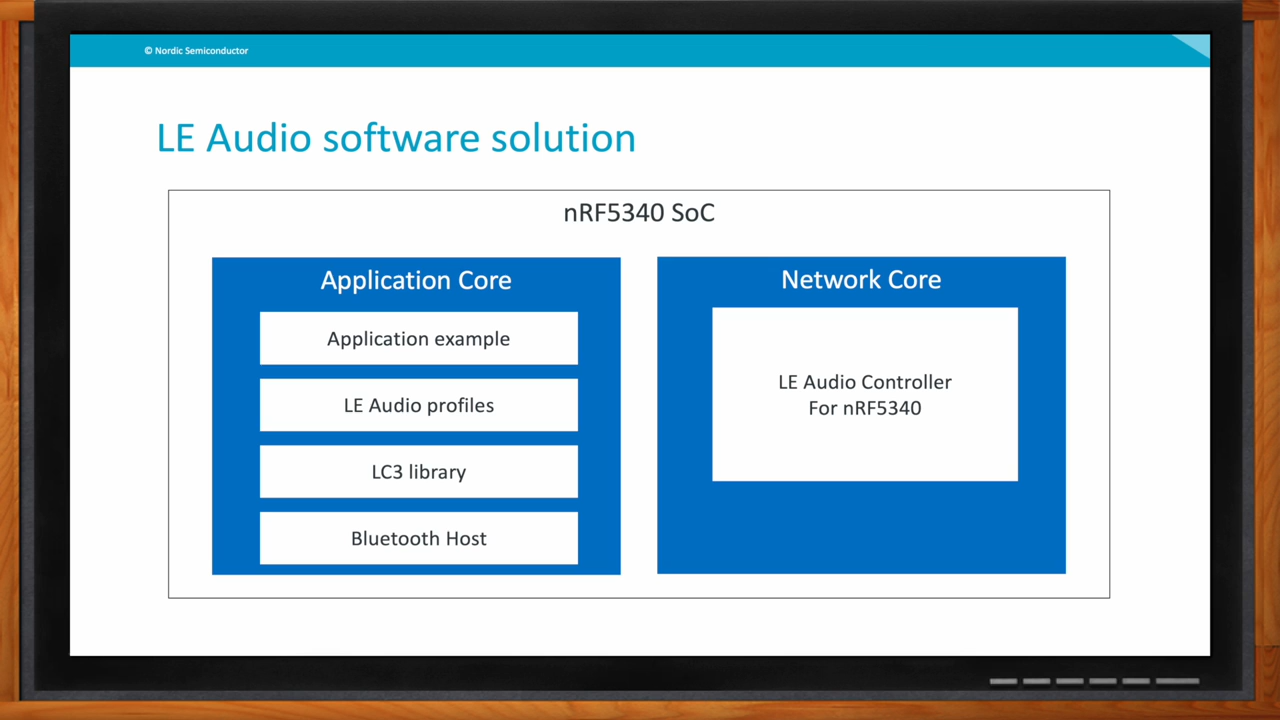 © Nordic Semiconductor
LE Audio software solution
nRF5340 SoC
Application Core
Application example
LE Audio profiles
LC3 library
Bluetooth Host
Network Core
LE Audio Controller
For nRF5340